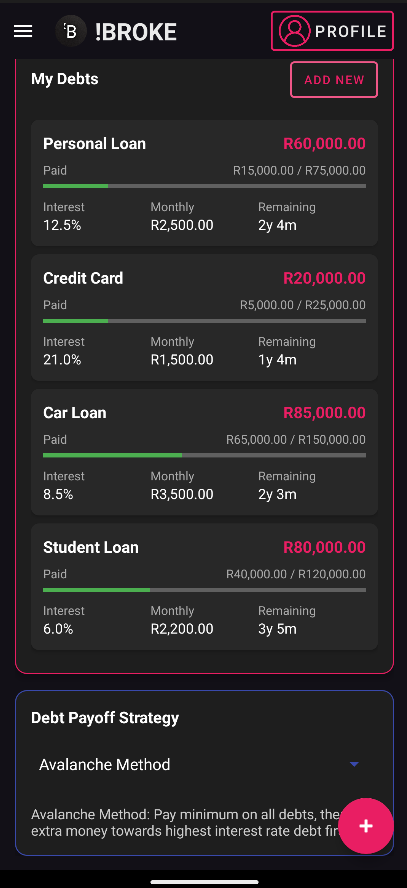 !B !BROKE PROFILE
My Debts ADD NEW
Personal Loan R60,000.00
Paid R15,000.00 / R75,000.00
Interest Monthly Remaining
12.5% R2,500.00 2y 4m
Credit Card R20,000.00
Paid R5,000.00 / R25,000.00
Interest Monthly Remaining
21.0% R1,500.00 1y 4m
Car Loan R85,000.00
Paid R65,000.00 / R150,000.00
Interest Monthly Remaining
8.5% R3,500.00 2y 3m
Student Loan R80,000.00
Paid R40,000.00 / R120,000.00
Interest Monthly Remaining
6.0% R2,200.00 3y 5m
Debt Payoff Strategy
Avalanche Method
Avalanche Method: Pay minimum on all debts,
extra money towards highest interest rate debt
+